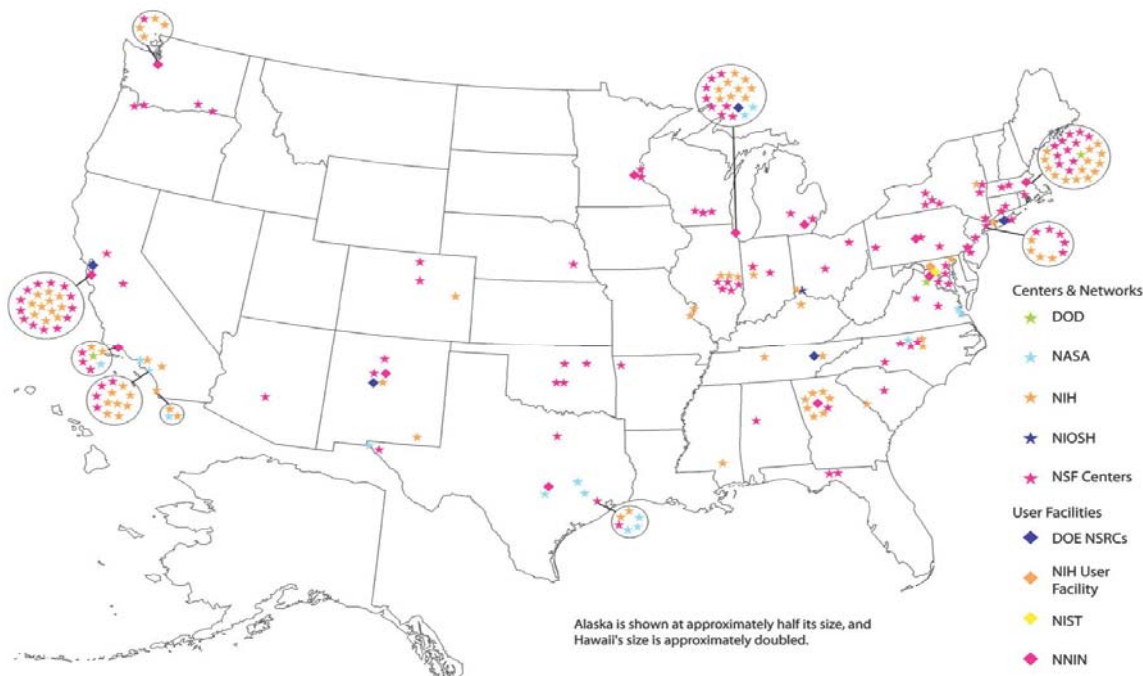 Centers & Networks
DOD
NASA
NIH
NIOSH
NSF Centers
User Facilities
DOE NSRCs
NIH User
Facility
NIST
NNIN
Alaska is shown at approximately half its size, and
Hawaii's size is approximately doubled.